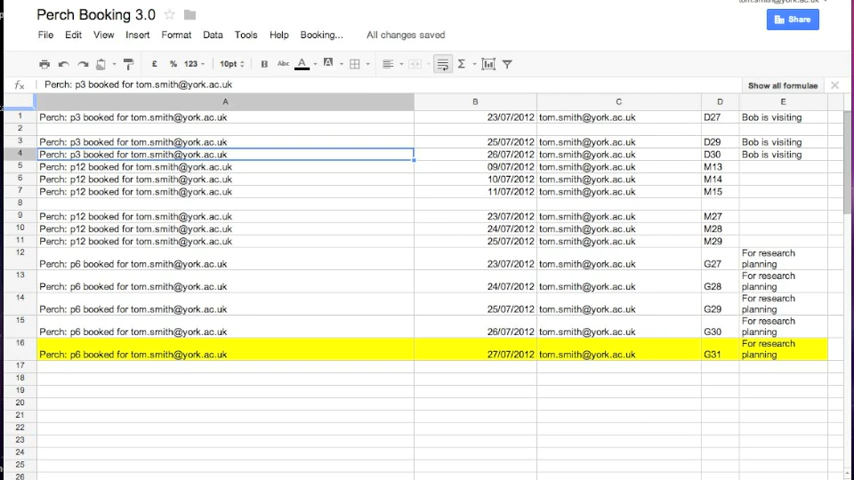 Perch Booking 3.0
Share
File Edit View Insert Format Data Tools Help Booking... All changes saved
£ % 123 10pt B Abc A A Σ
fx Perch: p3 booked for tom.smith@york.ac.uk Show all formulae
A B C D E
1 Perch: p3 booked for tom.smith@york.ac.uk 23/07/2012 tom.smith@york.ac.uk D27 Bob is visiting
2
3 Perch: p3 booked for tom.smith@york.ac.uk 25/07/2012 tom.smith@york.ac.uk D29 Bob is visiting
4 Perch: p3 booked for tom.smith@york.ac.uk 26/07/2012 tom.smith@york.ac.uk D30 Bob is visiting
5 Perch: p12 booked for tom.smith@york.ac.uk 09/07/2012 tom.smith@york.ac.uk M13
6 Perch: p12 booked for tom.smith@york.ac.uk 10/07/2012 tom.smith@york.ac.uk M14
7 Perch: p12 booked for tom.smith@york.ac.uk 11/07/2012 tom.smith@york.ac.uk M15
8
9 Perch: p12 booked for tom.smith@york.ac.uk 23/07/2012 tom.smith@york.ac.uk M27
10 Perch: p12 booked for tom.smith@york.ac.uk 24/07/2012 tom.smith@york.ac.uk M28
11 Perch: p12 booked for tom.smith@york.ac.uk 25/07/2012 tom.smith@york.ac.uk M29
12 For research
Perch: p6 booked for tom.smith@york.ac.uk 23/07/2012 tom.smith@york.ac.uk G27 planning
13 For research
Perch: p6 booked for tom.smith@york.ac.uk 24/07/2012 tom.smith@york.ac.uk G28 planning
14 For research
Perch: p6 booked for tom.smith@york.ac.uk 25/07/2012 tom.smith@york.ac.uk G29 planning
15 For research
Perch: p6 booked for tom.smith@york.ac.uk 26/07/2012 tom.smith@york.ac.uk G30 planning
16 For research
Perch: p6 booked for tom.smith@york.ac.uk 27/07/2012 tom.smith@york.ac.uk G31 planning
17
18
19
20
21
22
23
24
25
26